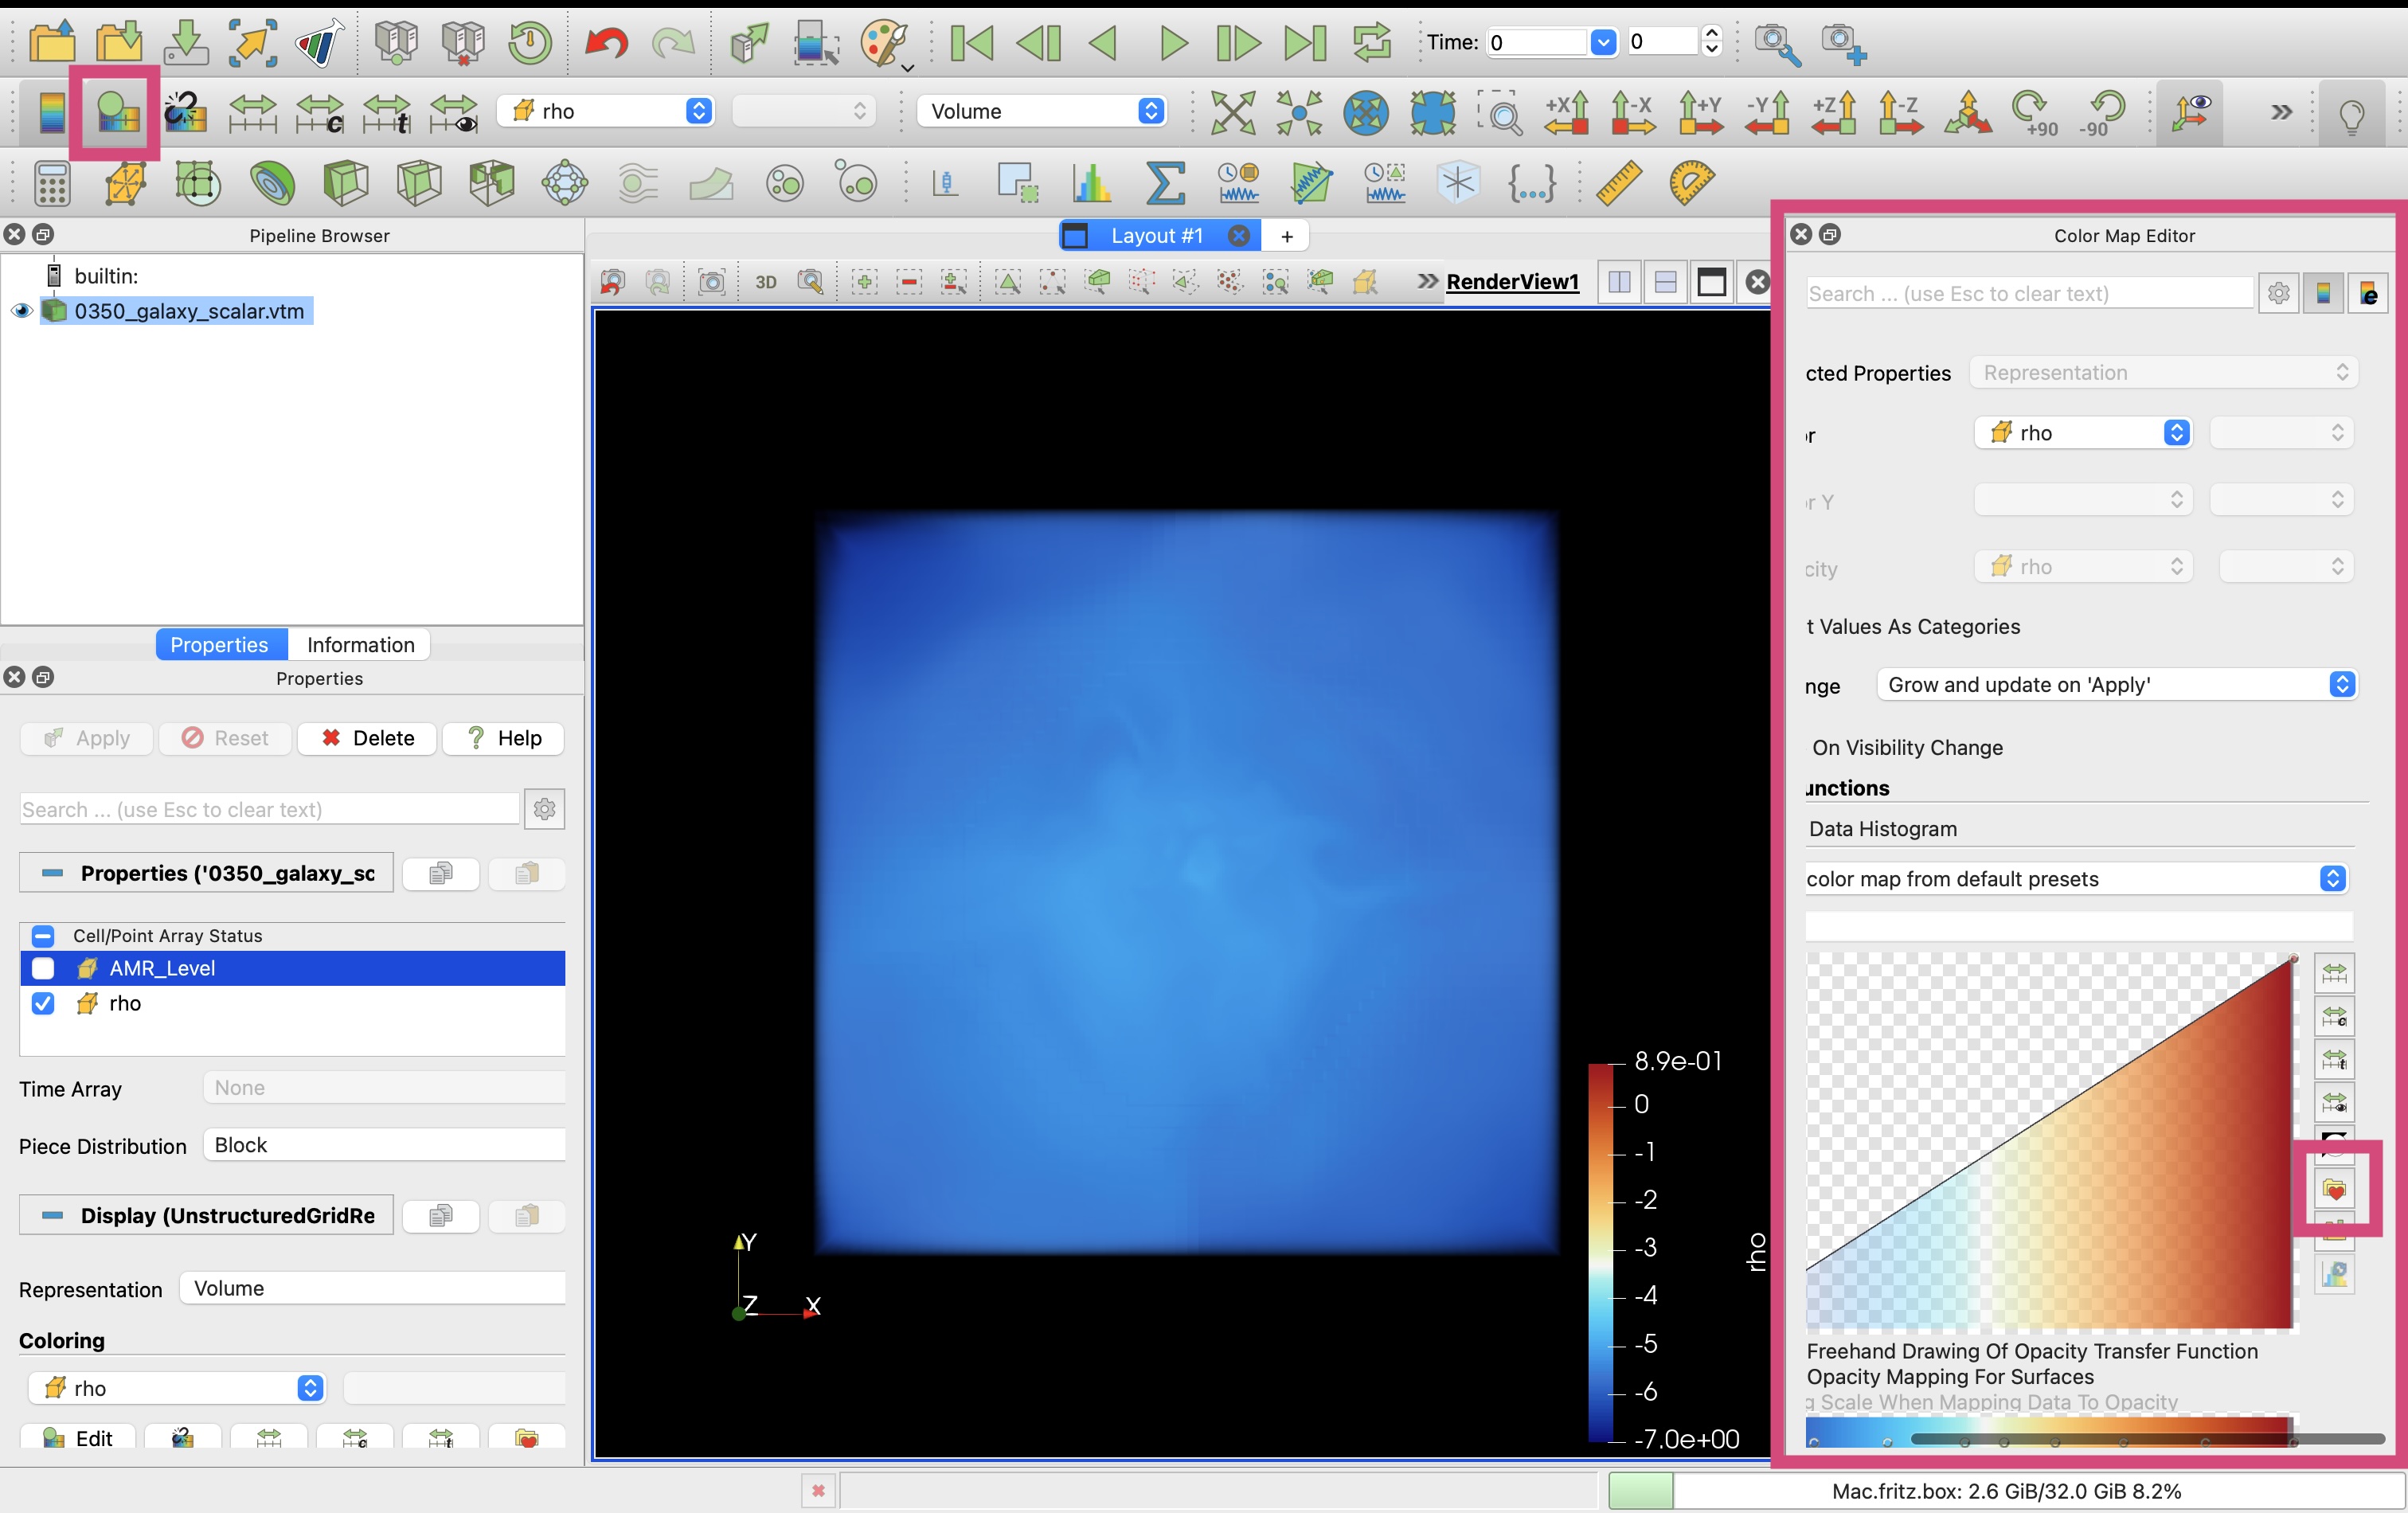 Time: 0 0
c t rho Volume +X -X +Y -Y +Z -Z +90 -90 »
Pipeline Browser
builtin:
0350_galaxy_scalar.vtm
Properties Information
Properties
Apply Reset Delete Help
Search ... (use Esc to clear text)
Properties ('0350_galaxy_sc
Cell/Point Array Status
AMR_Level
rho
Time Array None
Piece Distribution Block
Display (UnstructuredGridRe
Representation Volume
Coloring
rho
Edit
Layout #1 +
3D » RenderView1
8.9e-01
0
-1
-2
-3
-4
-5
-6
-7.0e+00
rho
Y
Z X
Color Map Editor
Search ... (use Esc to clear text) e
cted Properties Representation
r rho
r Y
city rho
t Values As Categories
nge Grow and update on 'Apply'
On Visibility Change
unctions
Data Histogram
color map from default presets
c
t
Freehand Drawing Of Opacity Transfer Function
Opacity Mapping For Surfaces
g Scale When Mapping Data To Opacity
Mac.fritz.box: 2.6 GiB/32.0 GiB 8.2%